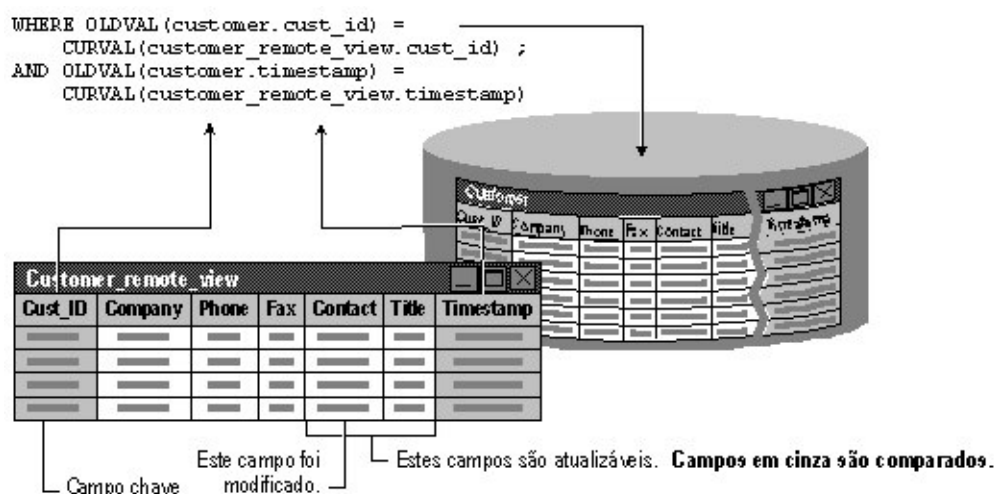 WHERE OLDVAL(customer.cust_id) =
CURVAL(customer_remote_view.cust_id) ;
AND OLDVAL(customer.timestamp) =
CURVAL(customer_remote_view.timestamp)
Customer
Cust_ID Company Phone Fax Contact Title Timestamp
Customer_remote_view
Cust_ID Company Phone Fax Contact Title Timestamp
Este campo foi
modificado.
Estes campos são atualizáveis. Campos em cinza são comparados.
Campo chave